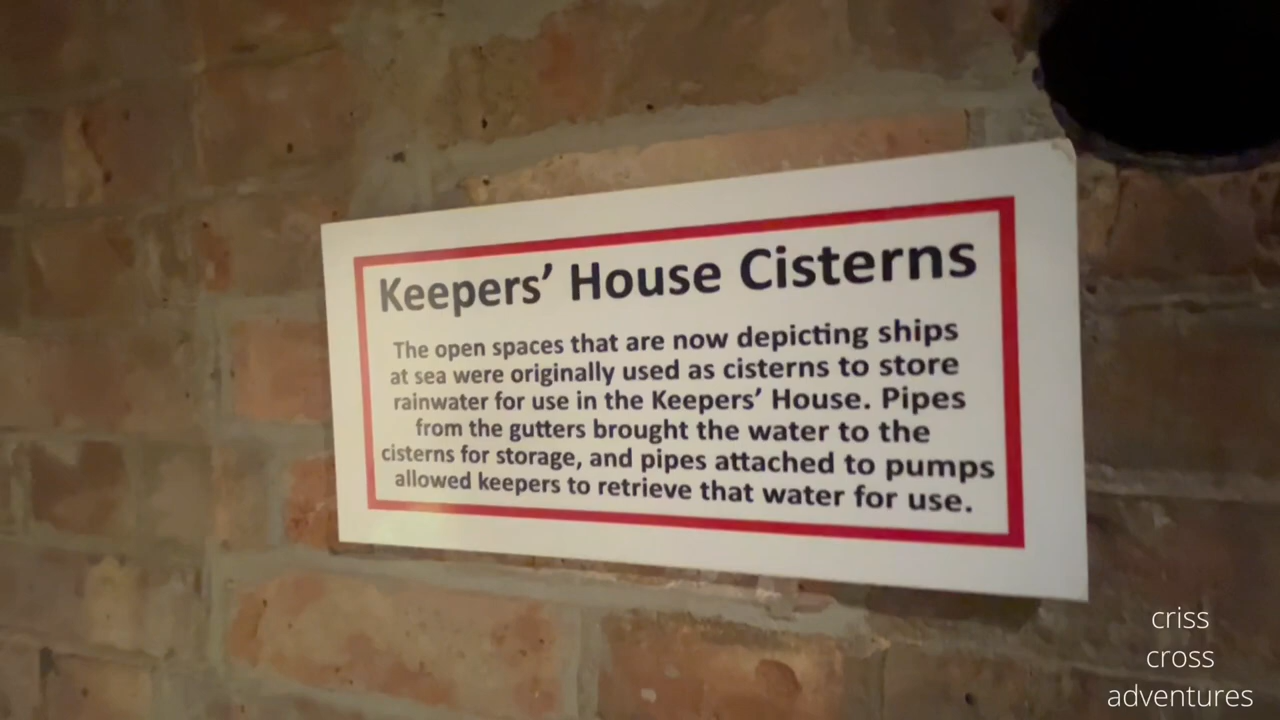 Keepers’ House Cisterns
The open spaces that are now depicting ships
at sea were originally used as cisterns to store
rainwater for use in the Keepers’ House. Pipes
from the gutters brought the water to the
cisterns for storage, and pipes attached to pumps
allowed keepers to retrieve that water for use.
criss
cross
adventures